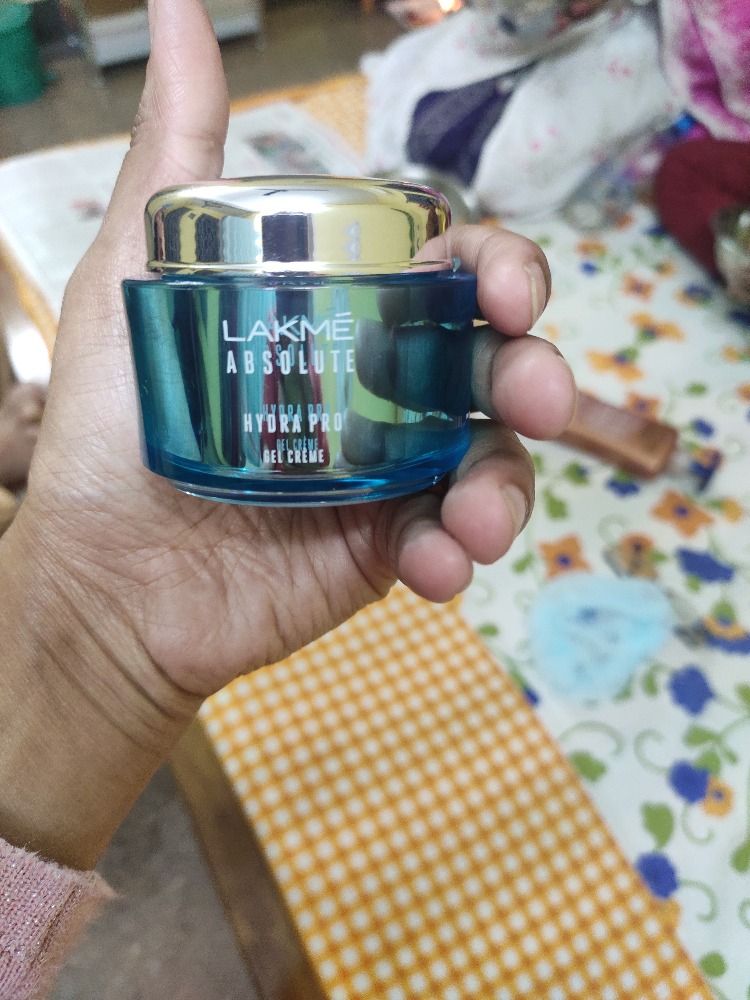 LAKMÉ
ABSOLUTE
HYDRA PRO
GEL CRÈME